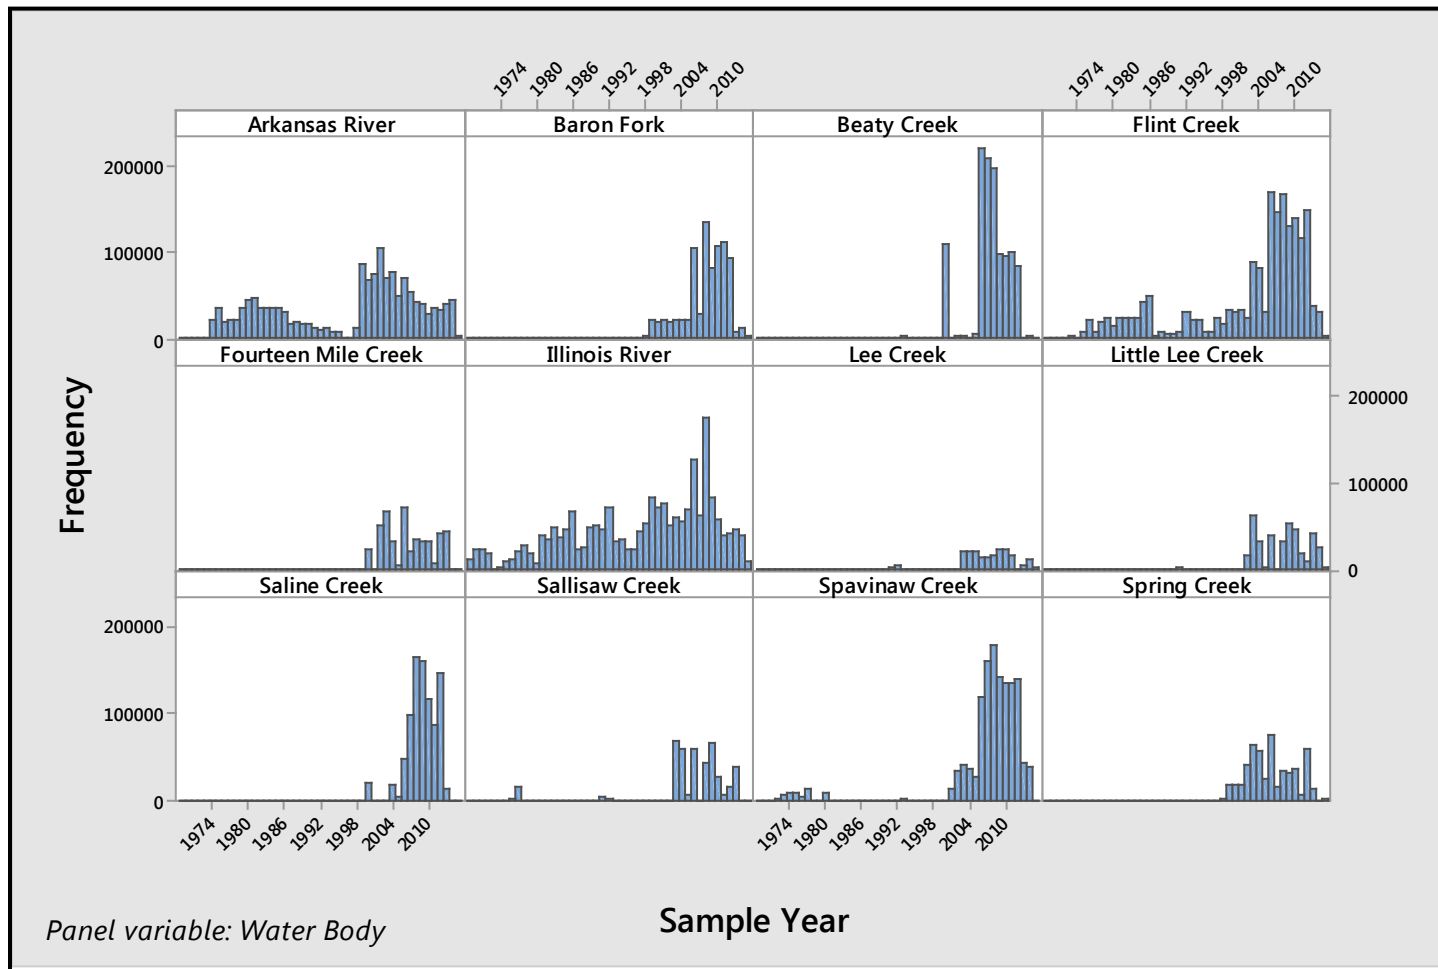 1974 1980 1986 1992 1998 2004 2010 1974 1980 1986 1992 1998 2004 2010
Arkansas River Baron Fork Beaty Creek Flint Creek
200000
100000
0
Fourteen Mile Creek Illinois River Lee Creek Little Lee Creek
200000
100000
0
Saline Creek Sallisaw Creek Spavinaw Creek Spring Creek
200000
100000
0
1974 1980 1986 1992 1998 2004 2010 1974 1980 1986 1992 1998 2004 2010
Frequency
Sample Year
Panel variable: Water Body